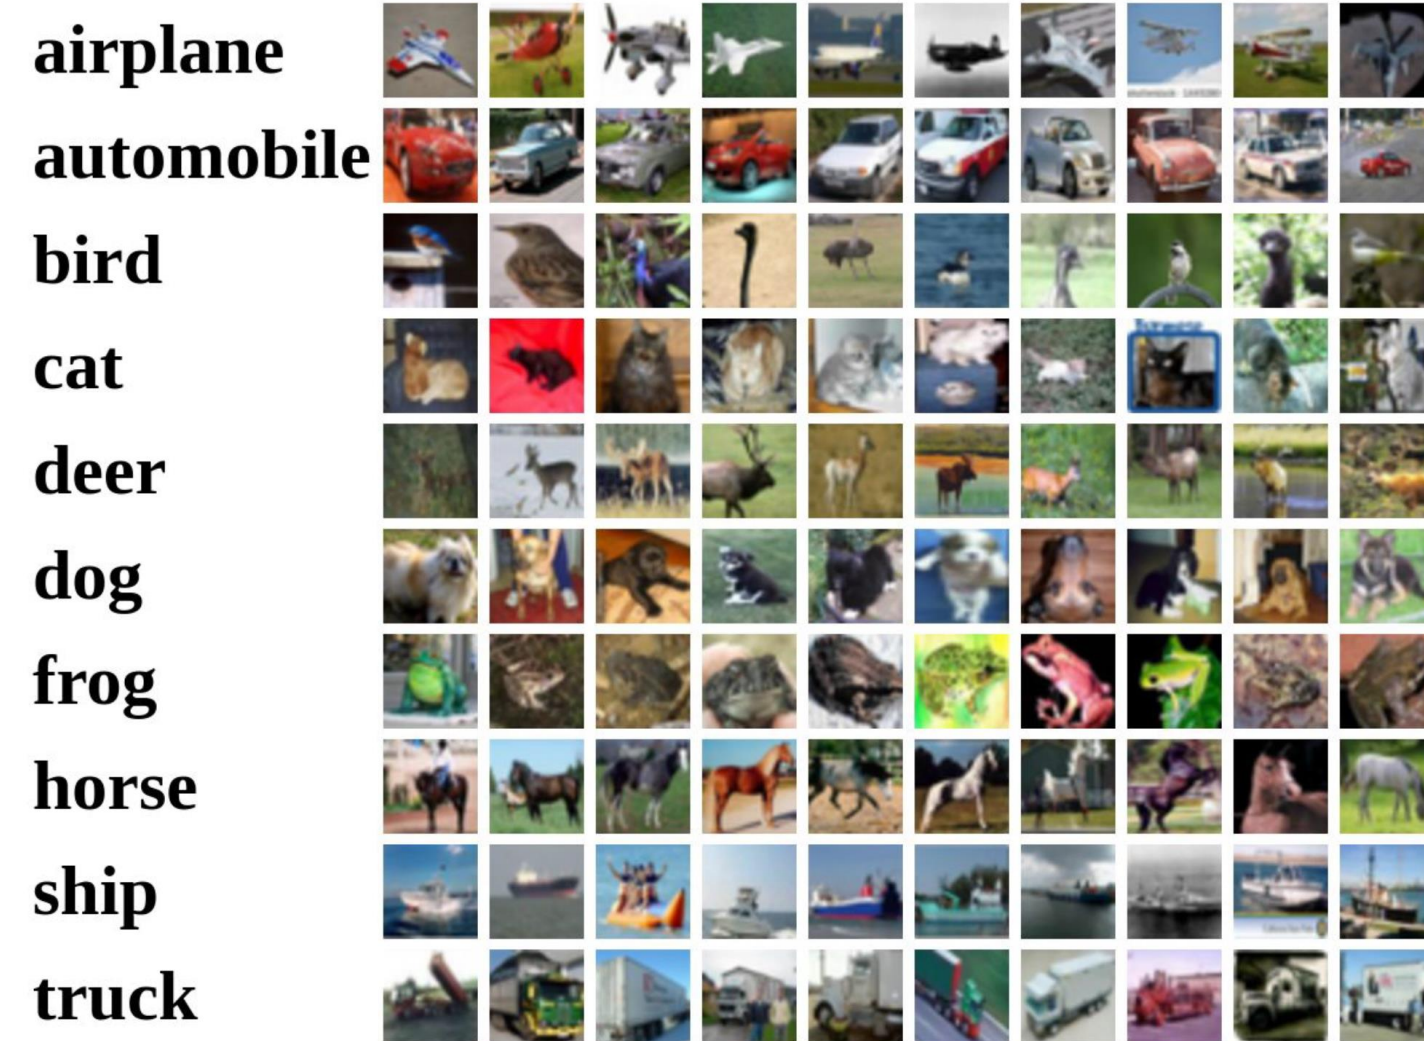 airplane
automobile
bird
cat
deer
dog
frog
horse
ship
truck